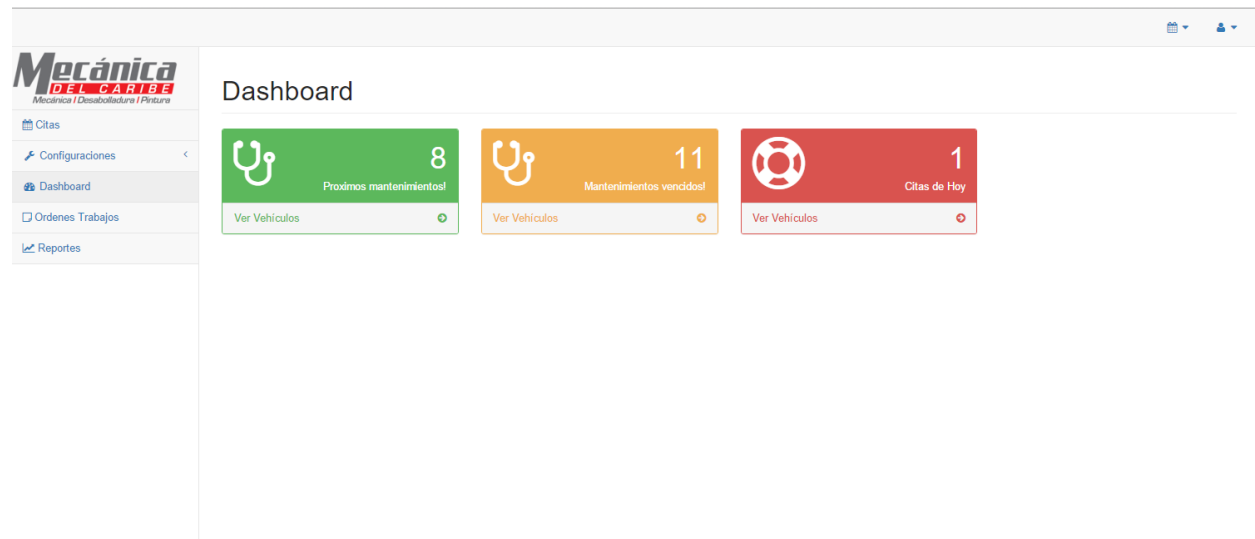 Mecánica
DEL CARIBE
Mecánica I Desabolladura I Pintura
Citas
Configuraciones
Dashboard
Ordenes Trabajos
Reportes
Dashboard
8
Proximos mantenimientos!
Ver Vehículos
11
Mantenimientos vencidos!
Ver Vehículos
1
Citas de Hoy
Ver Vehículos